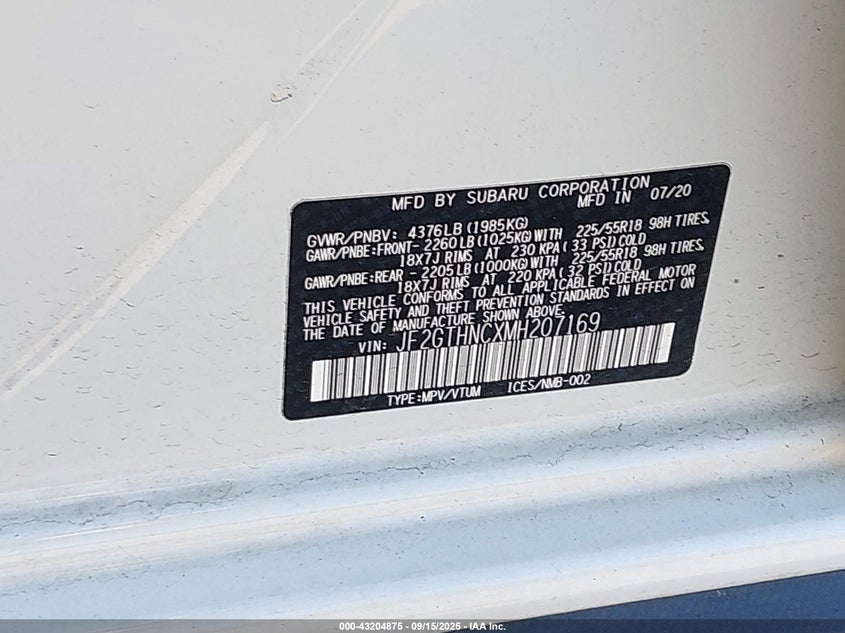 MFD BY SUBARU CORPORATION
MFD IN 07/20
GVWR/PNBV: 4376LB(1985KG)
GAWR/PNBE:FRONT- 2260LB(1025KG)WITH 225/55R18 98H TIRES.
18X7J RIMS AT 230 KPA( 33 PSI)COLD
GAWR/PNBE:REAR - 2205LB(1000KG)WITH 225/55R18 98H TIRES.
18X7J RIMS AT 220 KPA( 32 PSI)COLD
THIS VEHICLE CONFORMS TO ALL APPLICABLE FEDERAL MOTOR
VEHICLE SAFETY AND THEFT PREVENTION STANDARDS IN EFFECT ON
THE DATE OF MANUFACTURE SHOWN ABOVE.
VIN: JF2GTHNCXMH207169
TYPE:MPV/VTUM ICES/NMB-002
000-43204875 - 09/15/2025 - IAA Inc.